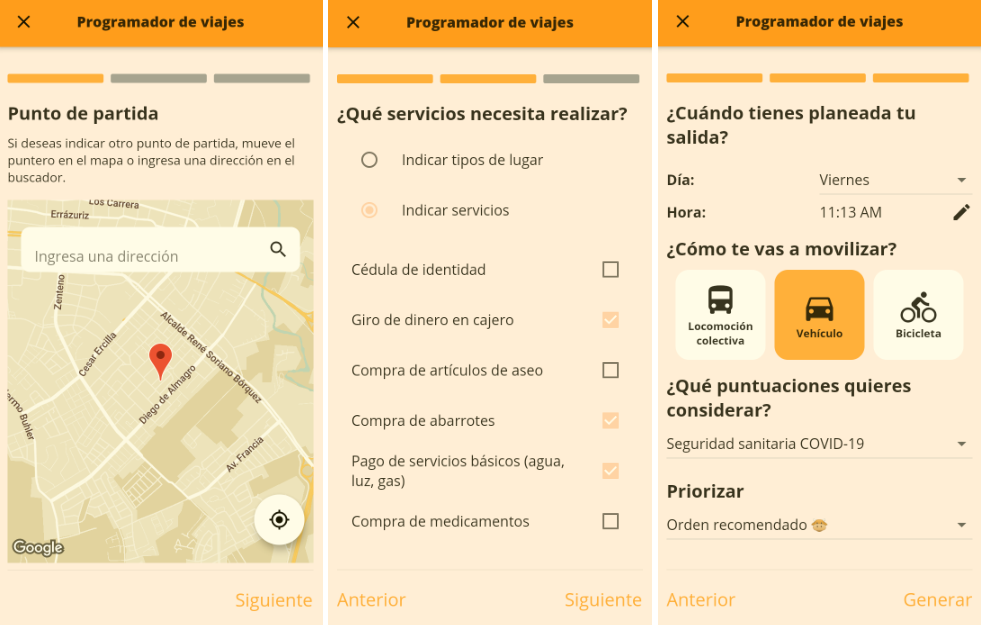 Programador de viajes
Punto de partida
Si deseas indicar otro punto de partida, mueve el
puntero en el mapa o ingresa una dirección en el
buscador.
Los Carrera
Errázuriz
Ingresa una dirección
Zenteno
Cesar Ercilla
Alcalde René Soriano Bórquez
Diego de Almagro
ermo Buhler
Av. Francia
Google
Siguiente
Programador de viajes
¿Qué servicios necesita realizar?
Indicar tipos de lugar
Indicar servicios
Cédula de identidad
Giro de dinero en cajero
Compra de artículos de aseo
Compra de abarrotes
Pago de servicios básicos (agua,
luz, gas)
Compra de medicamentos
Anterior
Siguiente
Programador de viajes
¿Cuándo tienes planeada tu
salida?
Día:
Viernes
Hora:
11:13 AM
¿Cómo te vas a movilizar?
Locomoción
colectiva
Vehículo
Bicicleta
¿Qué puntuaciones quieres
considerar?
Seguridad sanitaria COVID-19
Priorizar
Orden recomendado
Anterior
Generar